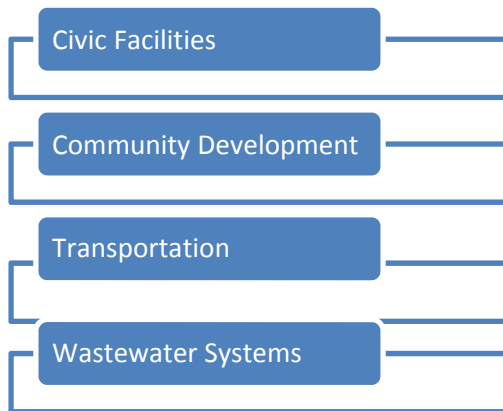 Civic Facilities
Community Development
Transportation
Wastewater Systems